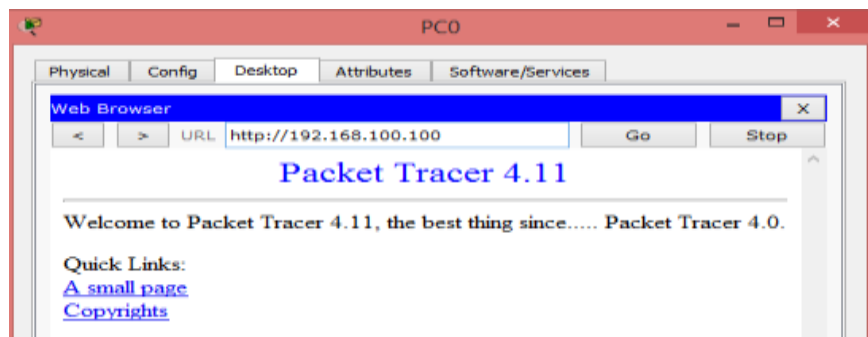 PC0
Physical Config Desktop Attributes Software/Services
Web Browser X
< > URL http://192.168.100.100 Go Stop
Packet Tracer 4.11
Welcome to Packet Tracer 4.11, the best thing since..... Packet Tracer 4.0.
Quick Links:
A small page
Copyrights